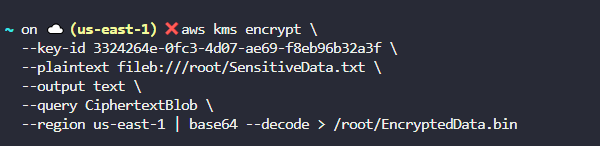 ~ on ☁️ (us-east-1) ❌aws kms encrypt \
--key-id 3324264e-0fc3-4d07-ae69-f8eb96b32a3f \
--plaintext fileb:///root/SensitiveData.txt \
--output text \
--query CiphertextBlob \
--region us-east-1 | base64 --decode > /root/EncryptedData.bin